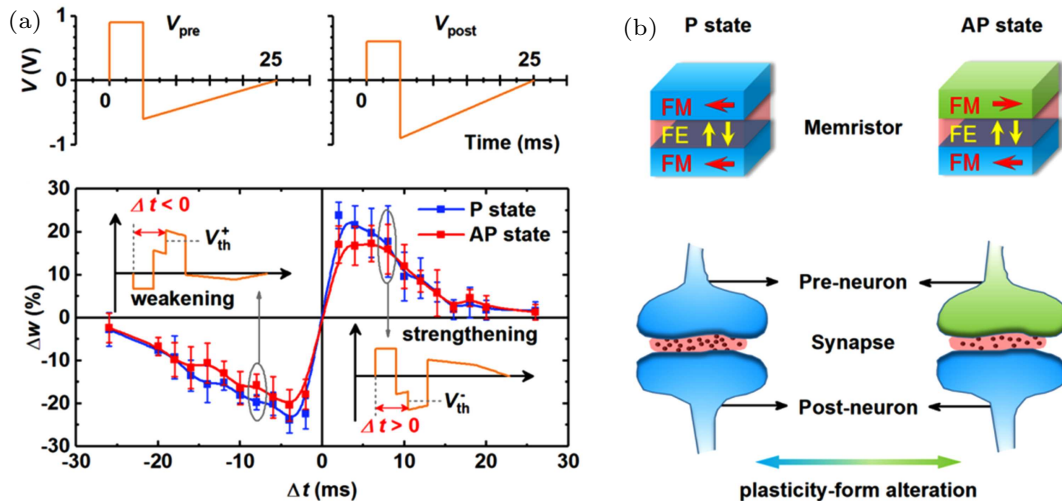 (a)
V_pre
V_post
V (V)
1
0
-1
0
25
0
25
Time (ms)
30
20
10
0
-10
-20
-30
Δw (%)
-30
-20
-10
0
10
20
30
Δt (ms)
P state
AP state
Δt<0
V_th^+
weakening
strengthening
V_th^-
Δt>0
(b)
P state
AP state
FM
FE
FM
Memristor
FM
FE
FM
Pre-neuron
Synapse
Post-neuron
plasticity-form alteration